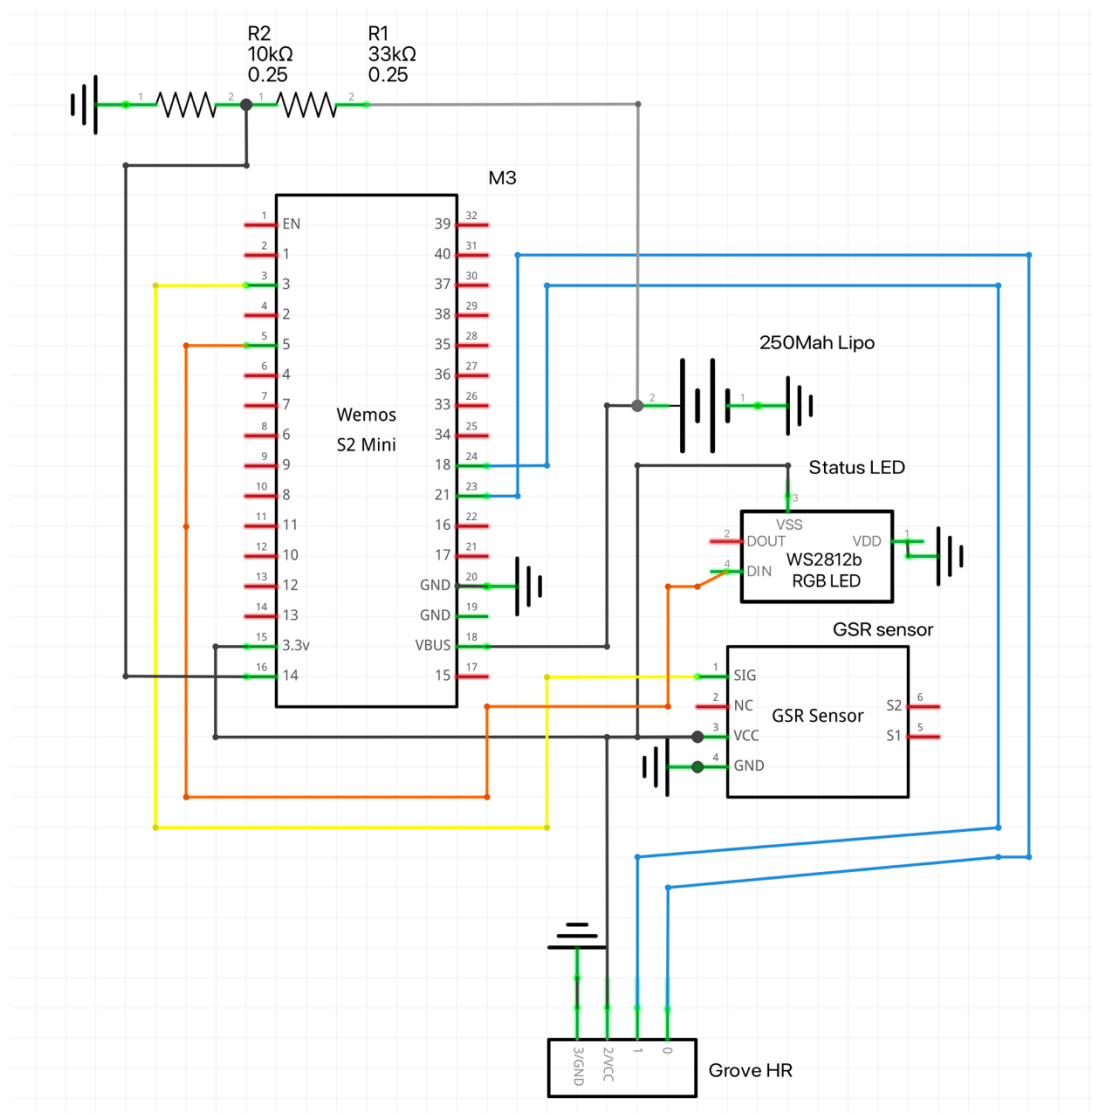 R2
10kΩ
0.25
R1
33kΩ
0.25
1
2
1
2
M3
1
EN
39
32
2
1
40
31
3
3
37
30
4
2
38
29
5
5
35
28
6
4
36
27
7
7
33
26
8
6
34
25
9
9
18
24
10
8
21
23
11
11
16
22
12
10
17
21
13
12
GND
20
14
13
GND
19
15
3.3v
VBUS
18
16
14
15
17
Wemos
S2 Mini
250Mah Lipo
2
1
Status LED
3
VSS
2
DOUT
VDD
1
WS2812b
4
DIN
RGB LED
GSR sensor
1
SIG
2
NC
S2
6
GSR Sensor
3
VCC
S1
5
4
GND
3/GND
2/VCC
1
0
Grove HR